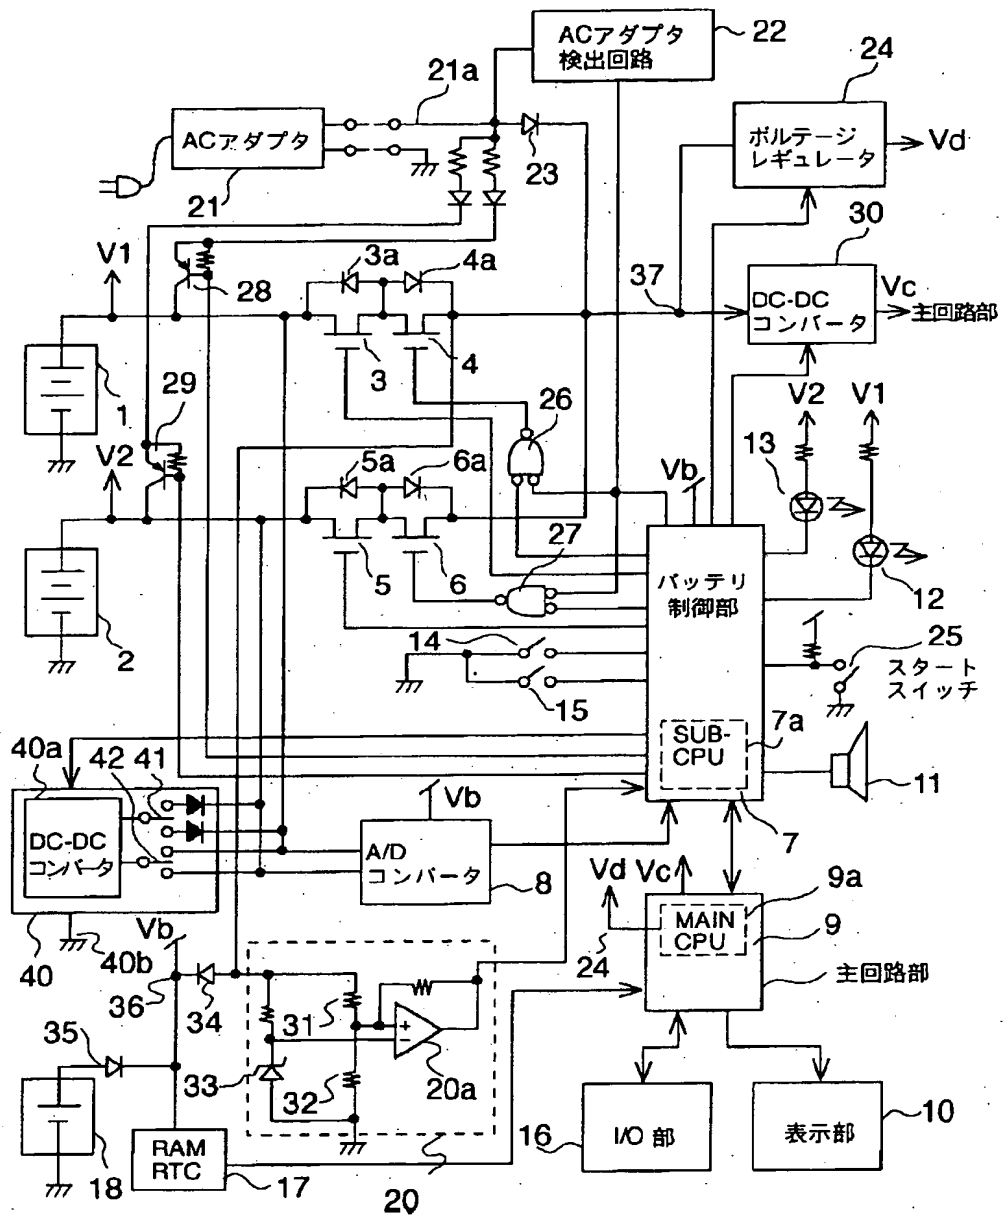 ACアダプタ
検出回路
22
24
21a
ボルテージ
レギュレータ
Vd
ACアダプタ
21
23
30
V1
3a
4a
28
37
DC-DC
コンバータ
Vc
主回路部
3
4
1
29
V2
26
V2
V1
5a
6a
13
Vb
27
5
6
12
バッテリ
制御部
2
14
15
25
スタート
スイッチ
SUB-
CPU
7a
40a
42
41
11
DC-DC
コンバータ
Vb
A/D
コンバータ
8
7
Vd
Vc
9a
MAIN
CPU
9
24
主回路部
Vb
40
40b
36
34
31
35
33
32
20a
18
RAM
RTC
17
20
16
I/O 部
表示部
10